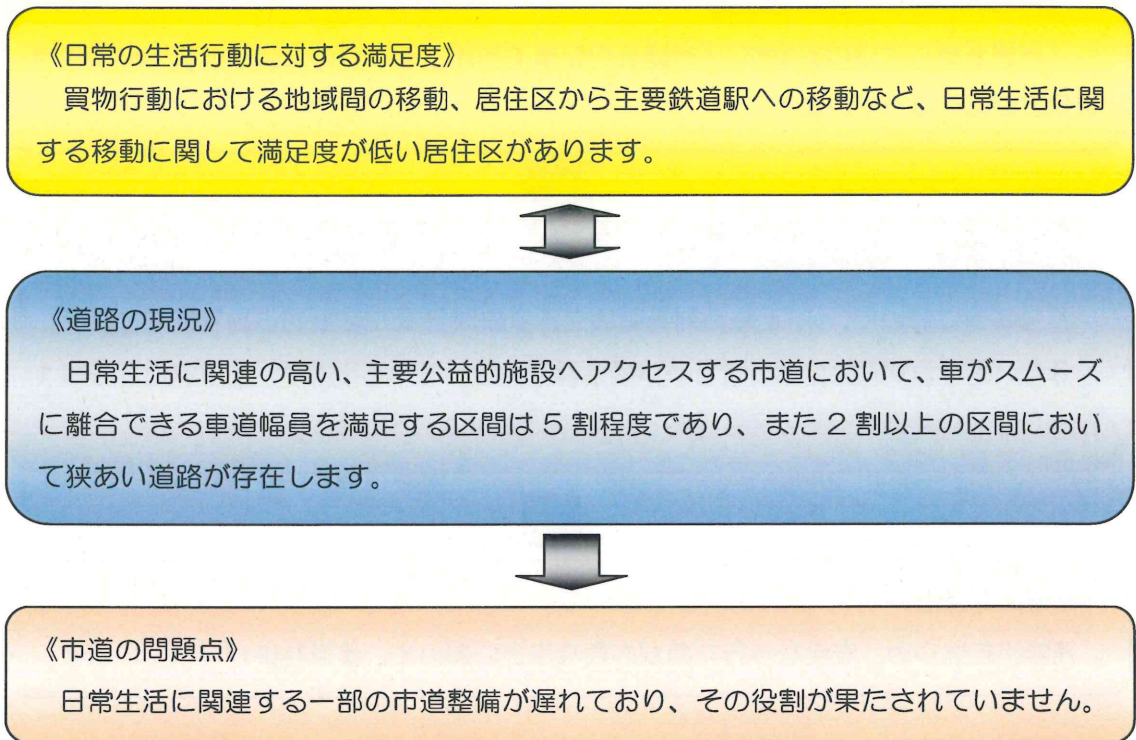 《日常の生活行動に対する満足度》
買物行動における地域間の移動、居住区から主要鉄道駅への移動など、日常生活に関
する移動に関して満足度が低い居住区があります。
《道路の現況》
日常生活に関連の高い、主要公益的施設へアクセスする市道において、車がスムーズ
に離合できる車道幅員を満足する区間は 5 割程度であり、また 2 割以上の区間におい
て狭あい道路が存在します。
《市道の問題点》
日常生活に関連する一部の市道整備が遅れており、その役割が果たされていません。